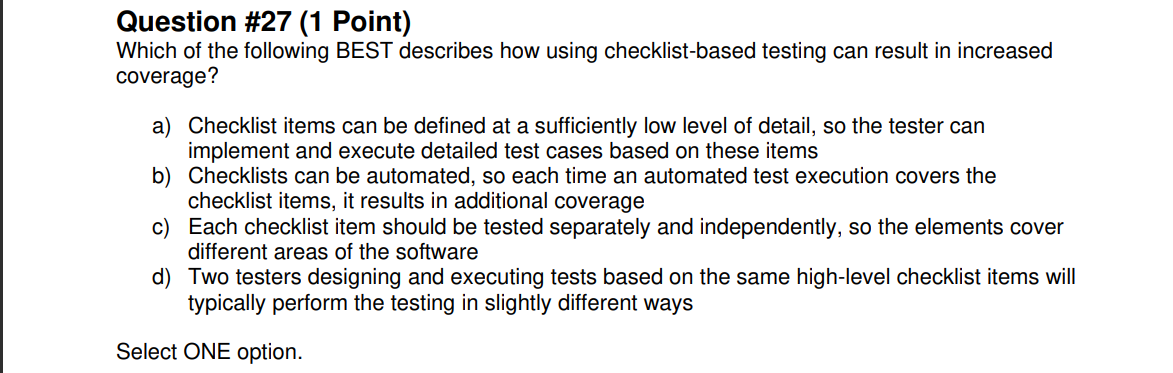 Question #27 (1 Point)
Which of the following BEST describes how using checklist-based testing can result in increased
coverage?
a) Checklist items can be defined at a sufficiently low level of detail, so the tester can
implement and execute detailed test cases based on these items
b) Checklists can be automated, so each time an automated test execution covers the
checklist items, it results in additional coverage
c) Each checklist item should be tested separately and independently, so the elements cover
different areas of the software
d) Two testers designing and executing tests based on the same high-level checklist items will
typically perform the testing in slightly different ways
Select ONE option.